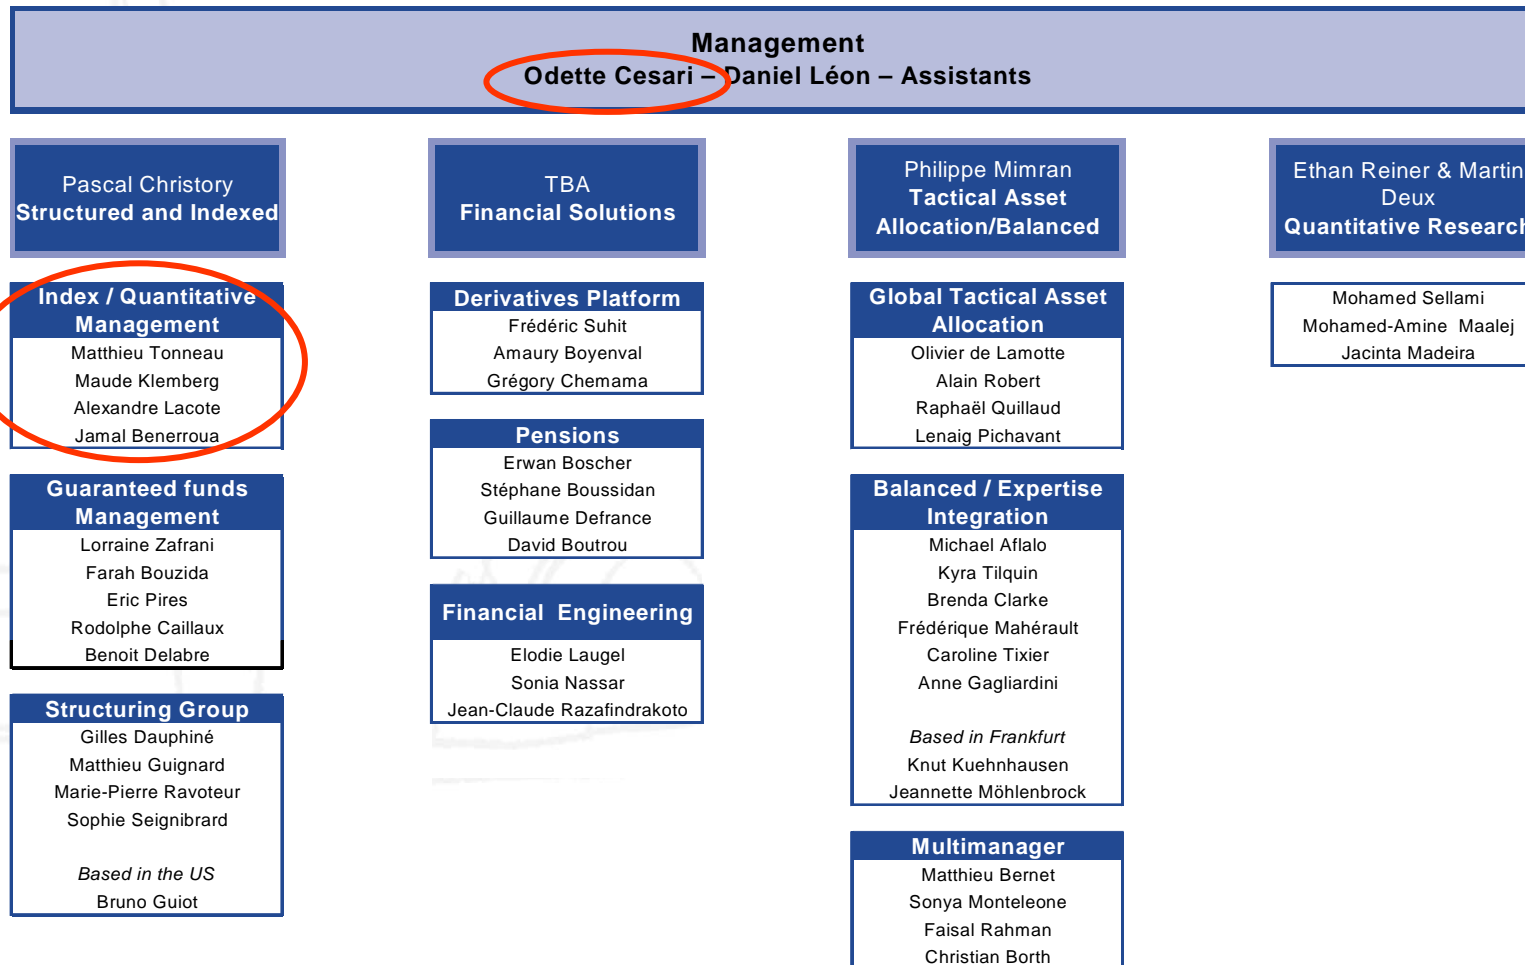 Management
Odette Cesari – Daniel Léon – Assistants
Pascal Christory
Structured and Indexed
Index / Quantitative
Management
Matthieu Tonneau
Maude Klemberg
Alexandre Lacote
Jamal Benerroua
Guaranteed funds
Management
Lorraine Zafrani
Farah Bouzida
Eric Pires
Rodolphe Caillaux
Benoit Delabre
Structuring Group
Gilles Dauphiné
Matthieu Guignard
Marie-Pierre Ravoteur
Sophie Seignibrard
Based in the US
Bruno Guiot
TBA
Financial Solutions
Derivatives Platform
Frédéric Suhit
Amaury Boyenval
Grégory Chemama
Pensions
Erwan Boscher
Stéphane Boussidan
Guillaume Defrance
David Boutrou
Financial Engineering
Elodie Laugel
Sonia Nassar
Jean-Claude Razafindrakoto
Philippe Mimran
Tactical Asset
Allocation/Balanced
Global Tactical Asset
Allocation
Olivier de Lamotte
Alain Robert
Raphaël Quillaud
Lenaig Pichavant
Balanced / Expertise
Integration
Michael Aflalo
Kyra Tilquin
Brenda Clarke
Frédérique Mahérault
Caroline Tixier
Anne Gagliardini
Based in Frankfurt
Knut Kuehnhausen
Jeannette Möhlenbrock
Multimanager
Matthieu Bernet
Sonya Monteleone
Faisal Rahman
Christian Borth
Ethan Reiner & Martin
Deux
Quantitative Research
Mohamed Sellami
Mohamed-Amine Maalej
Jacinta Madeira